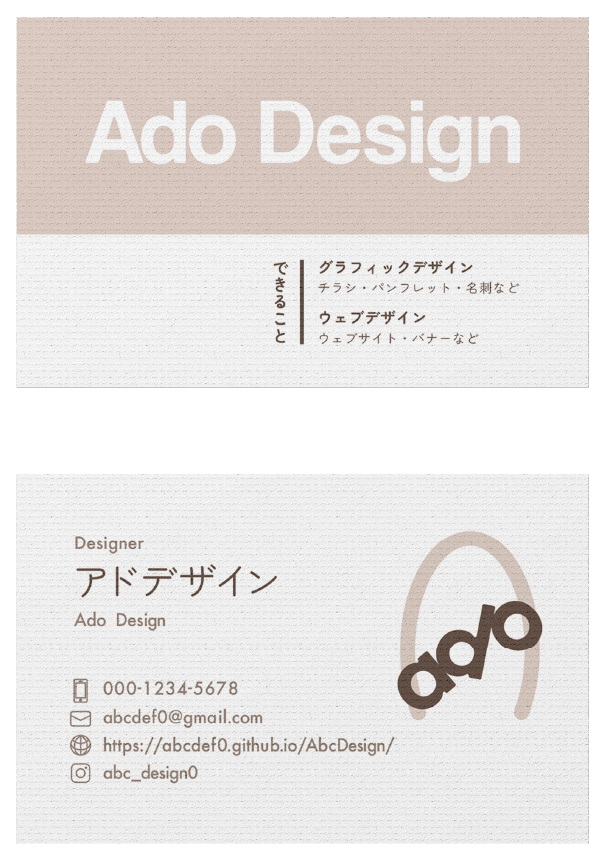 Ado Design
できること
グラフィックデザイン
チラシ・パンフレット・名刺など
ウェブデザイン
ウェブサイト・バナーなど
Designer
アドデザイン
Ado Design
000-1234-5678
abcdef0@gmail.com
https://abcdef0.github.io/AbcDesign/
abc_design0
ado